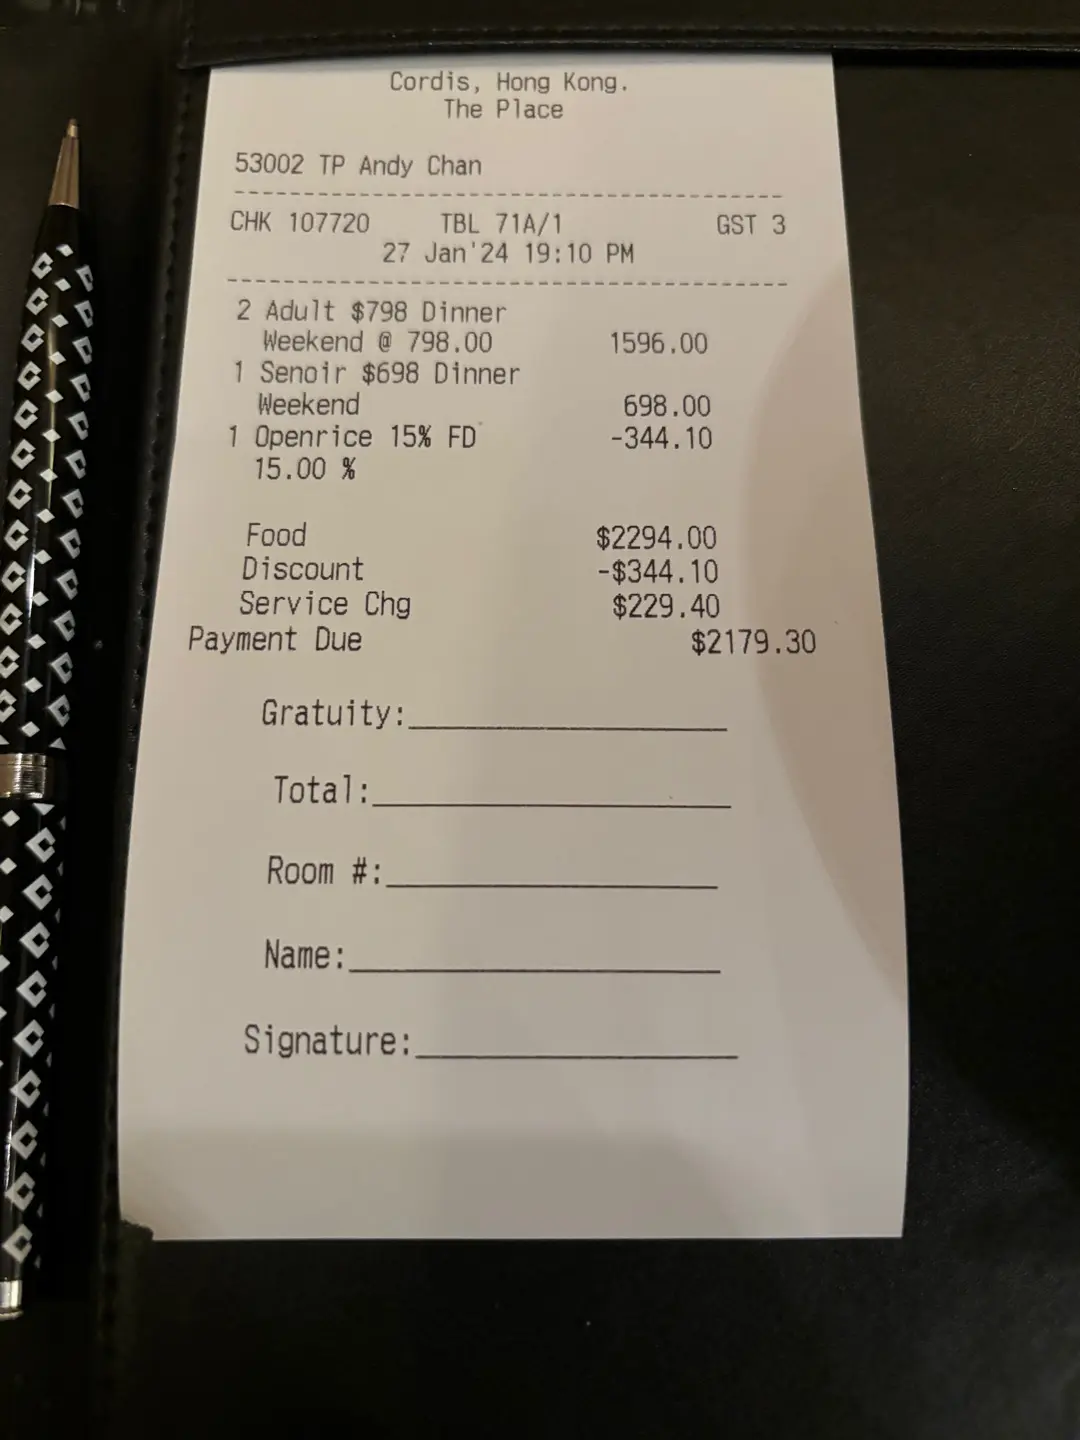 Cordis, Hong Kong.
The Place
53002 TP Andy Chan
CHK 107720 TBL 71A/1 GST 3
27 Jan'24 19:10 PM
2 Adult $798 Dinner
Weekend @ 798.00 1596.00
1 Senoir $698 Dinner
Weekend 698.00
1 Openrice 15% FD -344.10
15.00 %
Food $2294.00
Discount -$344.10
Service Chg $229.40
Payment Due $2179.30
Gratuity:
Total:
Room #:
Name:
Signature: